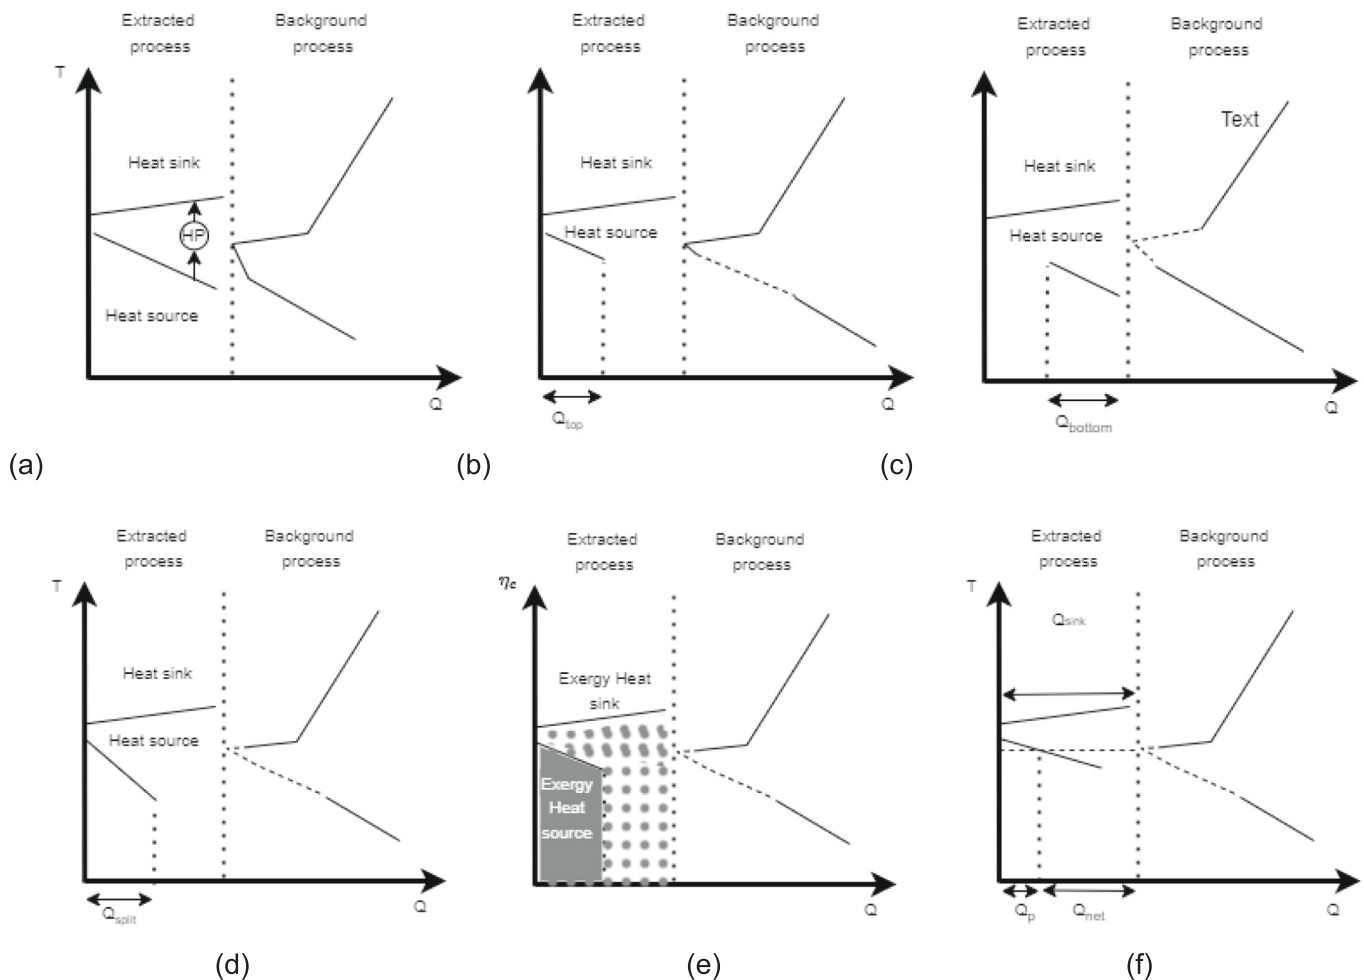 Extracted
process
Background
process
T
Heat sink
HP
Heat source
Q
(a)
Extracted
process
Background
process
Heat sink
Heat source
Q
Qtop
(b)
Extracted
process
Background
process
Text
Heat sink
Heat source
Q
Qbottom
(c)
Extracted
process
Background
process
T
Heat sink
Heat source
Q
Qsplit
(d)
Extracted
process
Background
process
ηc
Exergy Heat
sink
Exergy
Heat
source
Q
(e)
Extracted
process
Background
process
T
Qsink
Qp
Qnet
Q
(f)